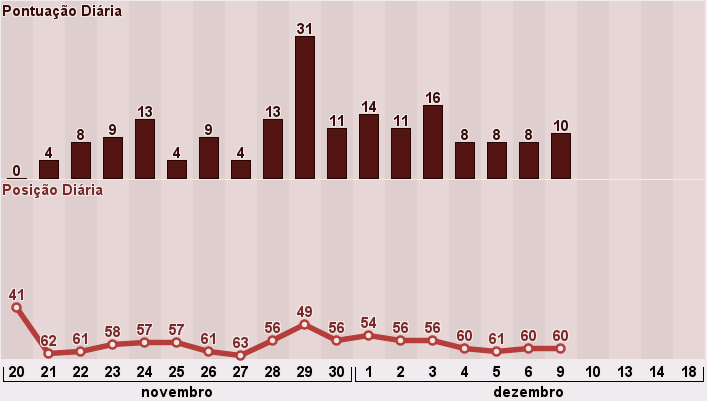 Pontuação Diária
0 4 8 9 13 4 9 4 13 31 11 14 11 16 8 8 8 10
Posição Diária
41 62 61 58 57 57 61 63 56 49 56 54 56 56 60 61 60 60
20 21 22 23 24 25 26 27 28 29 30 1 2 3 4 5 6 9 10 13 14 18
novembro dezembro